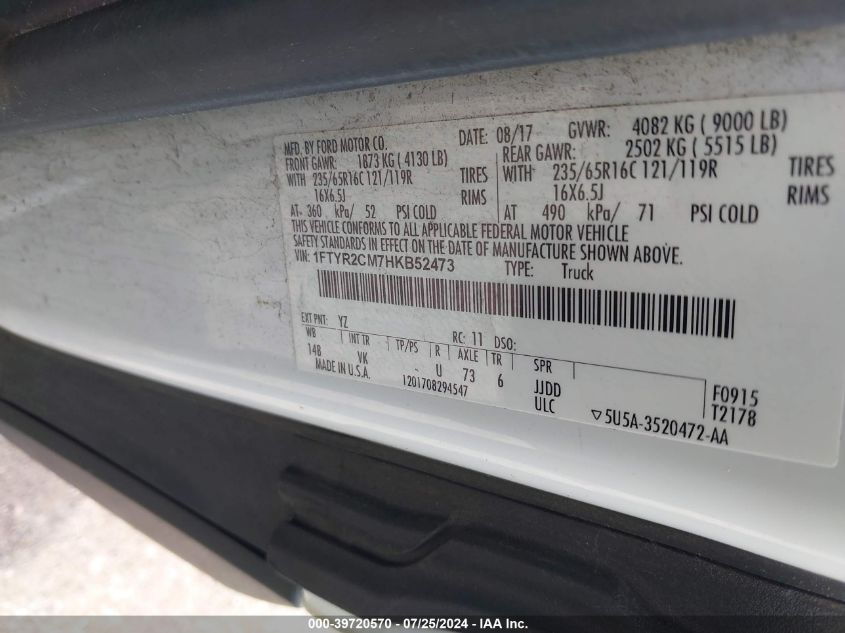 MFD. BY FORD MOTOR CO. DATE: 08/17 GVWR: 4082 KG ( 9000 LB)
FRONT GAWR: 1873 KG ( 4130 LB) REAR GAWR: 2502 KG ( 5515 LB)
WITH 235/65R16C 121/119R TIRES WITH 235/65R16C 121/119R TIRES
16X6.5J RIMS 16X6.5J RIMS
AT 360 kPa/ 52 PSI COLD AT 490 kPa/ 71 PSI COLD
THIS VEHICLE CONFORMS TO ALL APPLICABLE FEDERAL MOTOR VEHICLE
SAFETY STANDARDS IN EFFECT ON THE DATE OF MANUFACTURE SHOWN ABOVE.
VIN: 1FTYR2CM7HKB52473 TYPE: Truck
EXT PNT: YZ RC: 11 DSO:
WB INT TR TP/PS R AXLE TR SPR
148 VK U 73 6 JJDD F0915
MADE IN U.S.A. 1201708294547 ULC T2178
▽5U5A-3520472-AA
000-39720570 - 07/25/2024 - IAA Inc.